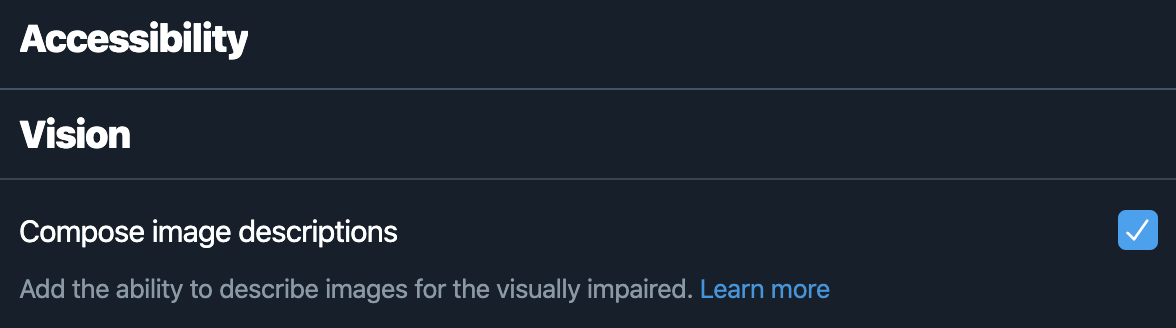 Accessibility
Vision
Compose image descriptions
Add the ability to describe images for the visually impaired. Learn more